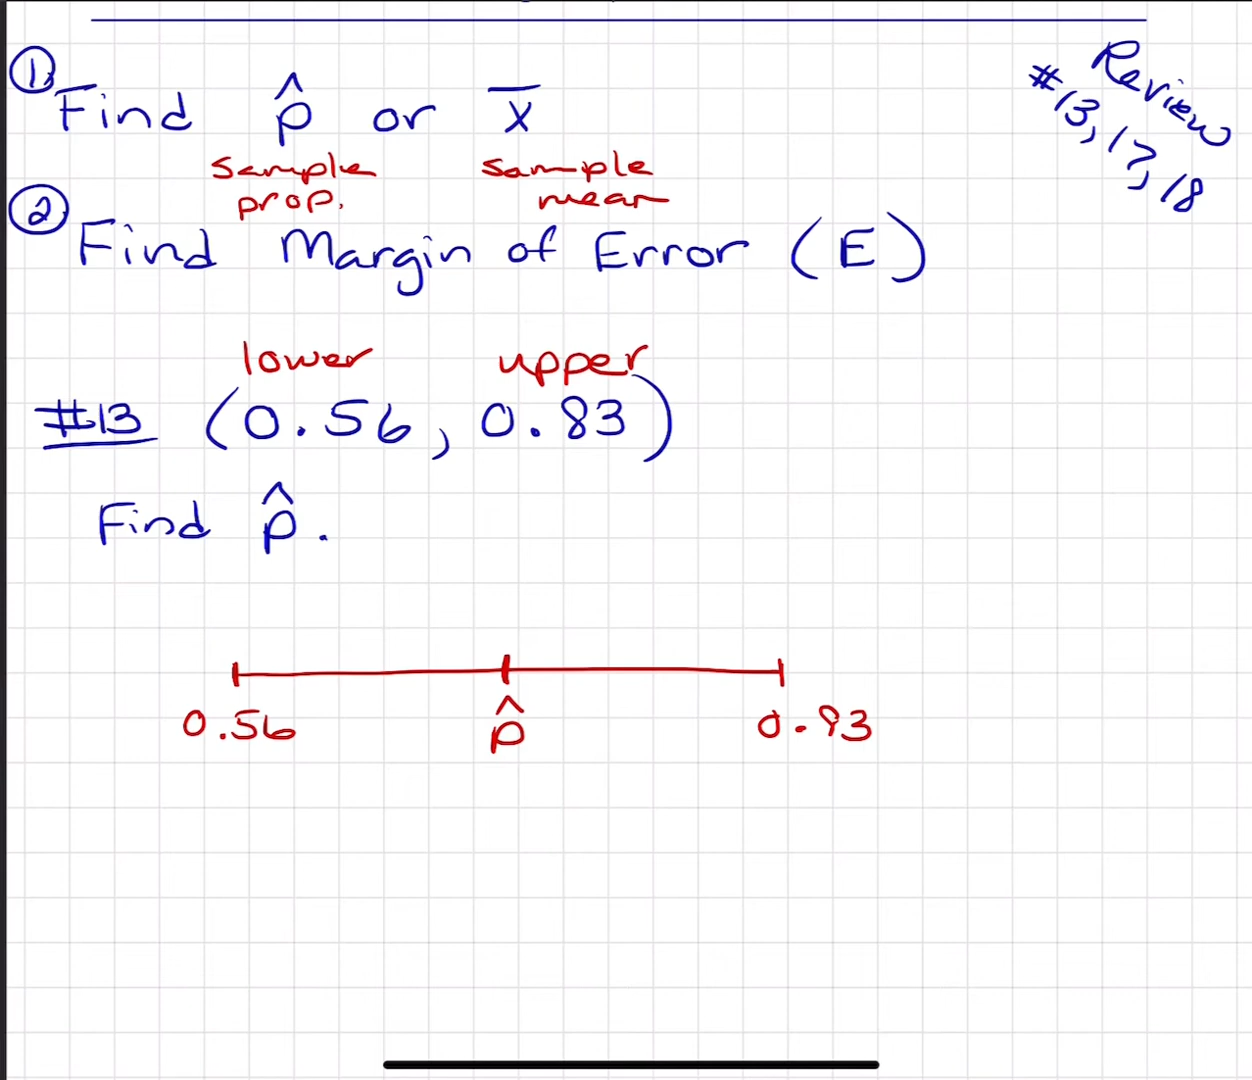 ① Find p̂ or x̄
sample prop. sample mean
② Find Margin of Error (E)
Review
#13, 17, 18
lower upper
#13 (0.56, 0.83)
Find p̂.
0.56 p̂ 0.83